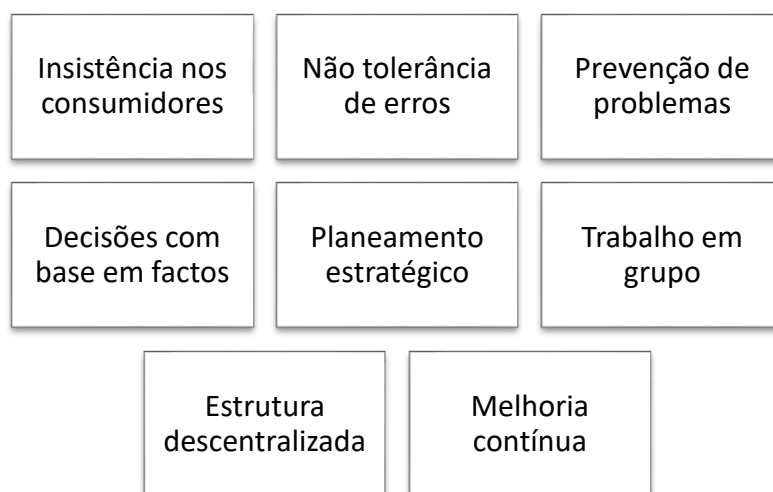 Insistência nos
consumidores
Não tolerância
de erros
Prevenção de
problemas
Decisões com
base em factos
Planeamento
estratégico
Trabalho em
grupo
Estrutura
descentralizada
Melhoria
contínua